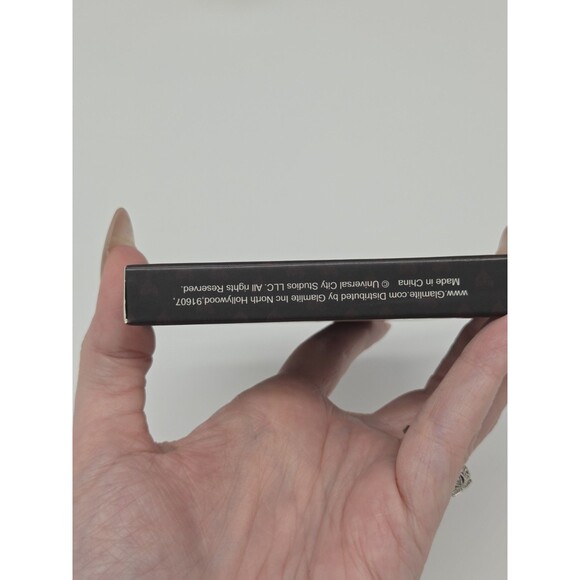 www.Glamlite.com Distributed by Glamlite Inc North Hollywood,91607,
Made in China © Universal City Studios LLC. All rights Reserved.